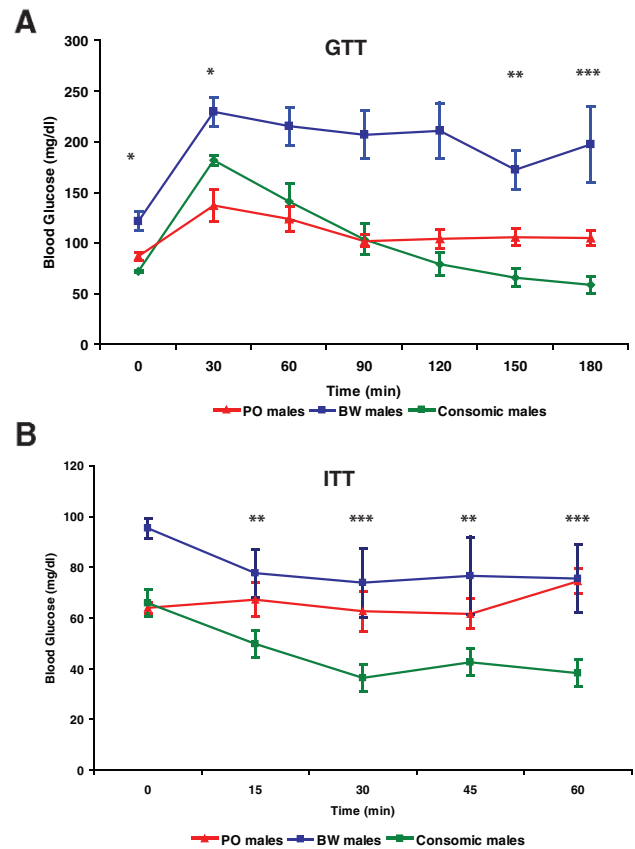 A
GTT
300
250
200
150
100
50
0
Blood Glucose (mg/dl)
*
*
**
***
0 30 60 90 120 150 180
Time (min)
PO males BW males Consomic males
B
ITT
120
100
80
60
40
20
0
Blood Glucose (mg/dl)
** *** ** ***
0 15 30 45 60
Time (min)
PO males BW males Consomic males